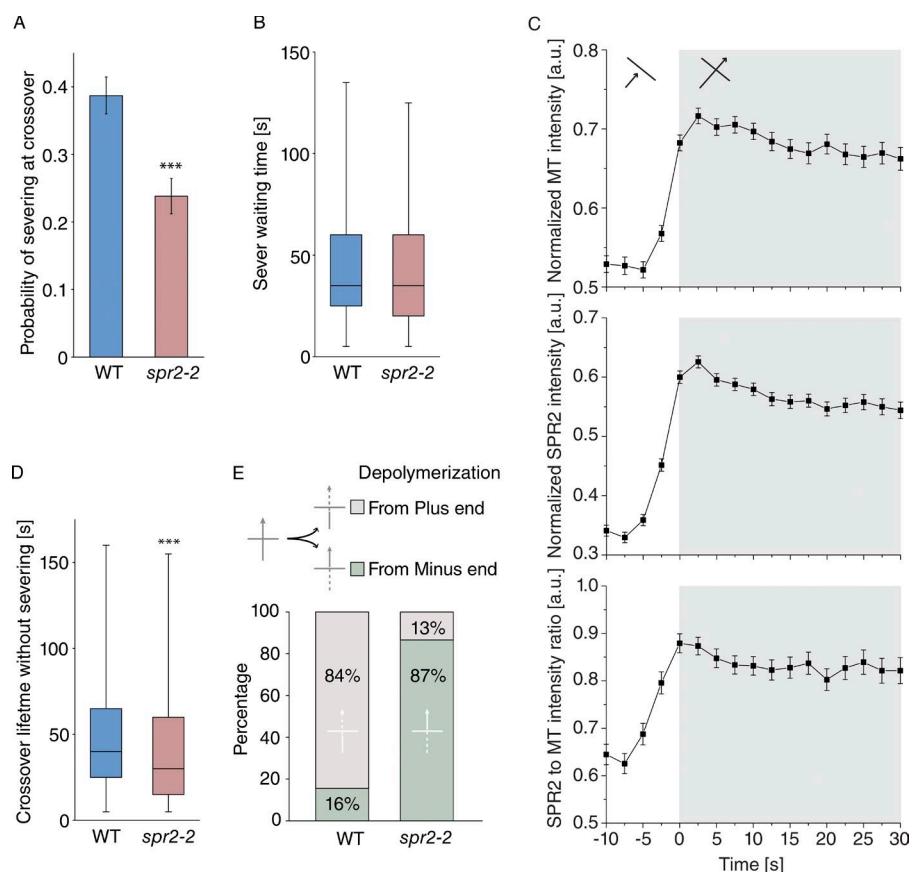 A
Probability of severing at crossover
0.4
0.3
0.2
0.1
0
***
WT
spr2-2
B
Sever waiting time [s]
150
100
50
0
WT
spr2-2
C
Normalized MT intensity [a.u.]
0.8
0.7
0.6
0.5
Normalized SPR2 intensity [a.u.]
0.7
0.6
0.5
0.4
0.3
SPR2 to MT intensity ratio [a.u.]
1.0
0.9
0.8
0.7
0.6
0.5
-10
-5
0
5
10
15
20
25
30
Time [s]
D
Crossover lifetme without severing [s]
150
100
50
0
***
WT
spr2-2
E
Depolymerization
From Plus end
From Minus end
Percentage
100
80
60
40
20
0
84%
16%
13%
87%
WT
spr2-2